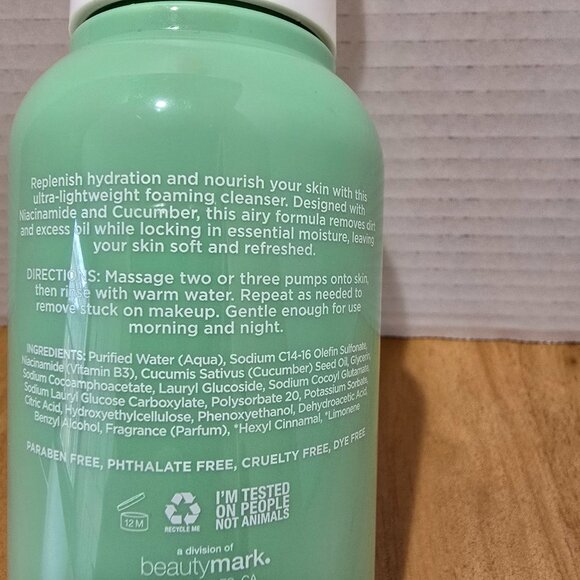 Replenish hydration and nourish your skin with this
ultra-lightweight foaming cleanser. Designed with
Niacinamide and Cucumber, this airy formula removes dirt
and excess oil while locking in essential moisture, leaving
your skin soft and refreshed.
DIRECTIONS: Massage two or three pumps onto skin,
then rinse with warm water. Repeat as needed to
remove stuck on makeup. Gentle enough for use
morning and night.
INGREDIENTS: Purified Water (Aqua), Sodium C14-16 Olefin Sulfonate,
Niacinamide (Vitamin B3), Cucumis Sativus (Cucumber) Seed Oil, Glycerin,
Sodium Cocoamphoacetate, Lauryl Glucoside, Sodium Cocoyl Glutamate,
Sodium Lauryl Glucose Carboxylate, Polysorbate 20, Potassium Sorbate,
Citric Acid, Hydroxyethylcellulose, Phenoxyethanol, Dehydroacetic Acid,
Benzyl Alcohol, Fragrance (Parfum), *Hexyl Cinnamal, *Limonene
PARABEN FREE, PHTHALATE FREE, CRUELTY FREE, DYE FREE
12 M
RECYCLE ME
I'M TESTED
ON PEOPLE
NOT ANIMALS
a division of
beautymark.
CA